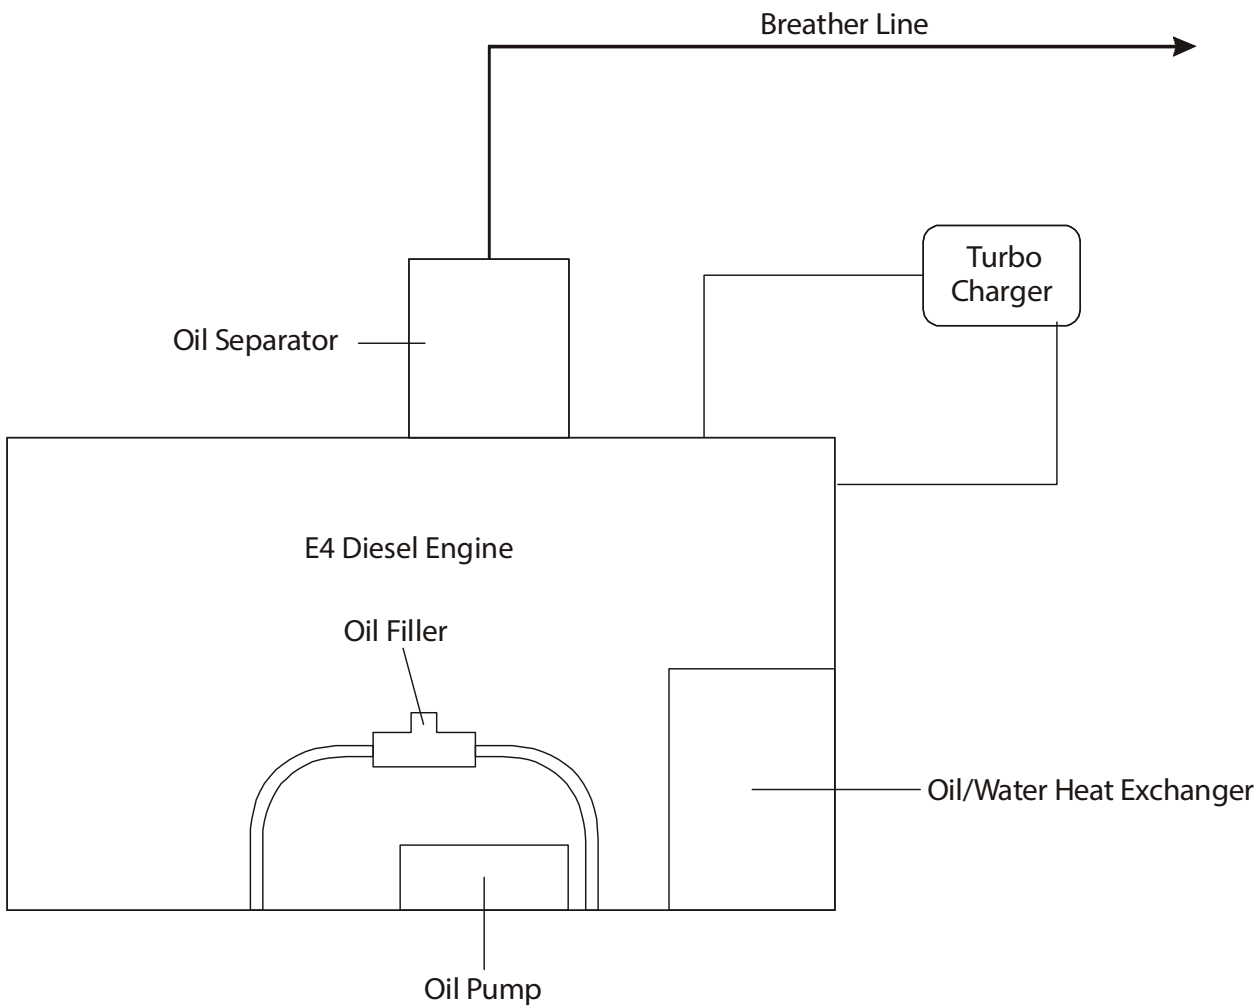 Breather Line
Turbo
Charger
Oil Separator
E4 Diesel Engine
Oil Filler
Oil/Water Heat Exchanger
Oil Pump